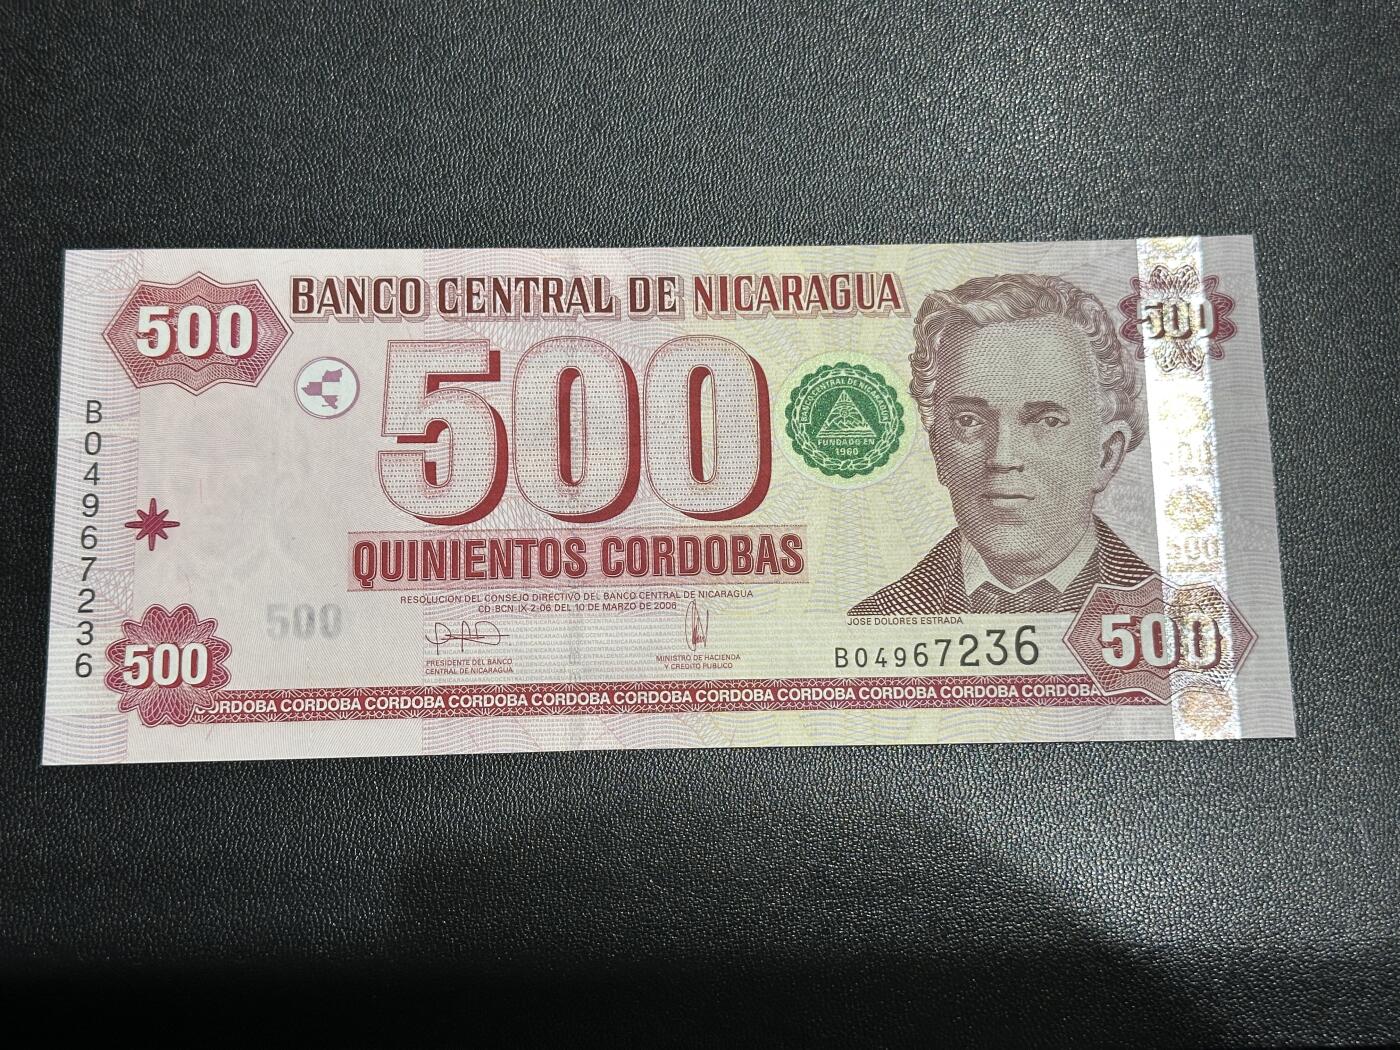 BANCO CENTRAL DE NICARAGUA
500
500
500
BANCO CENTRAL DE NICARAGUA
FUNDADO EN
1960
B04967236
QUINIENTOS CORDOBAS
RESOLUCION DEL CONSEJO DIRECTIVO DEL BANCO CENTRAL DE NICARAGUA
CD-BCN-IX-2-06 DEL 10 DE MARZO DE 2006
JOSE DOLORES ESTRADA
500
500
500
PRESIDENTE DEL BANCO
CENTRAL DE NICARAGUA
MINISTRO DE HACIENDA
Y CREDITO PUBLICO
B04967236
500
500
CORDOBA CORDOBA CORDOBA CORDOBA CORDOBA CORDOBA CORDOBA CORDOBA CORDOBA CORDOBA CORDOBA